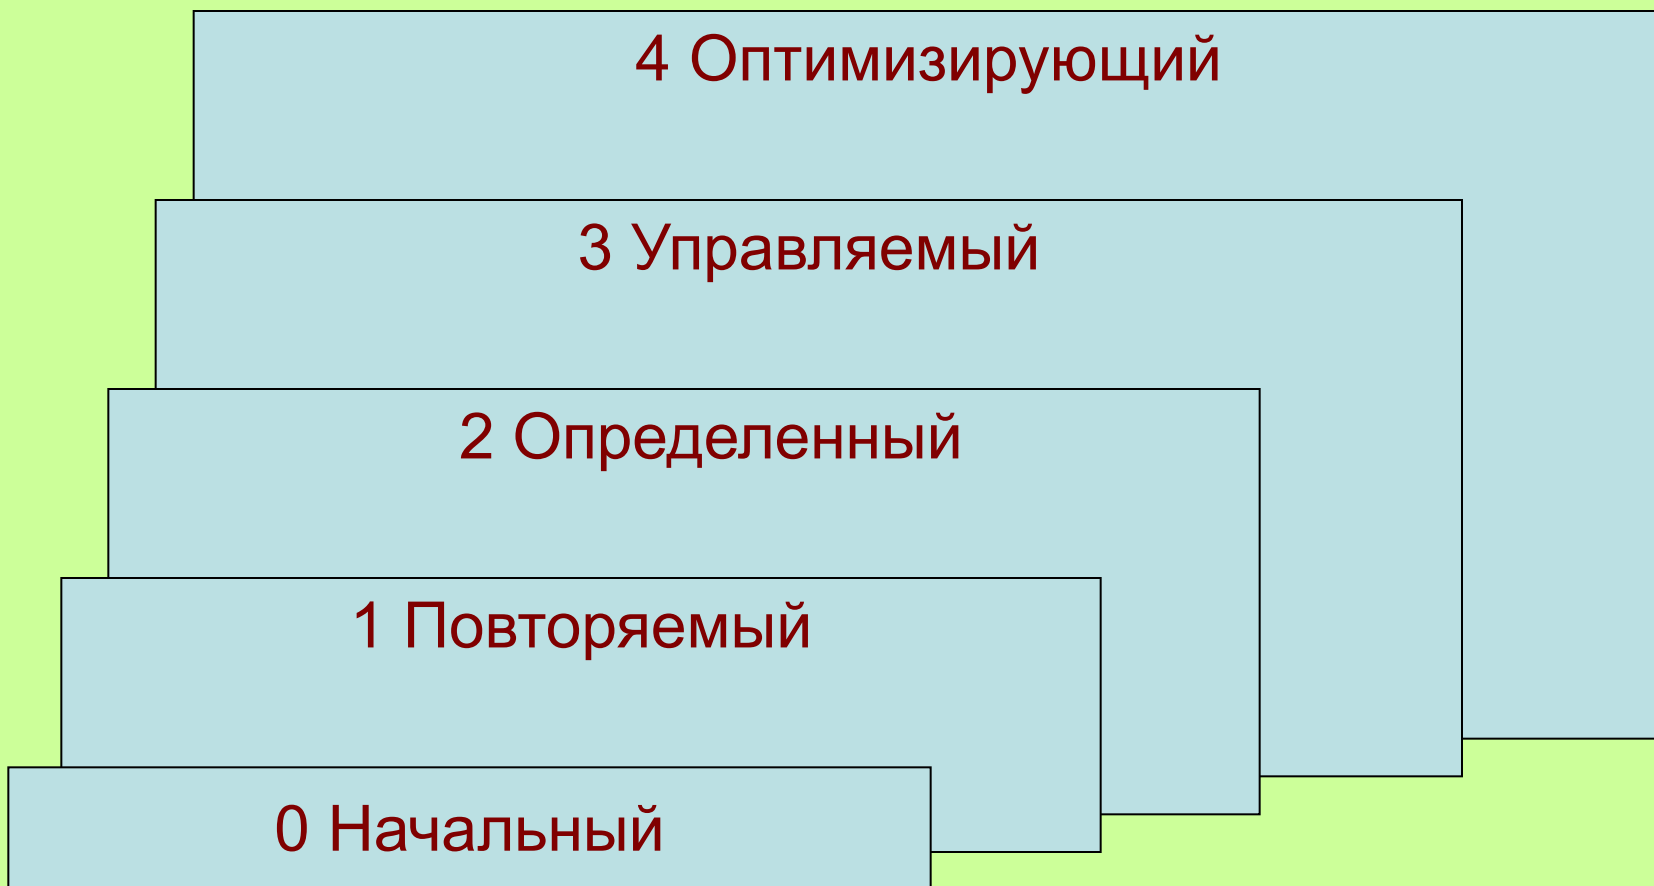 4 Оптимизирующий
3 Управляемый
2 Определенный
1 Повторяемый
0 Начальный